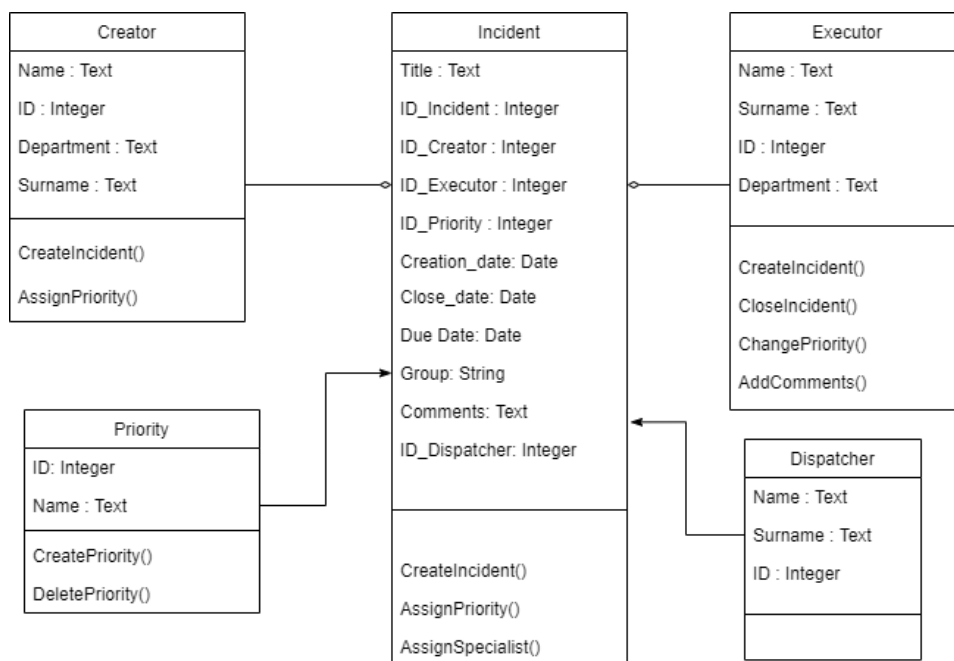 Creator
Name : Text
ID : Integer
Department : Text
Surname : Text
CreateIncident()
AssignPriority()
Incident
Title : Text
ID_Incident : Integer
ID_Creator : Integer
ID_Executor : Integer
ID_Priority : Integer
Creation_date: Date
Close_date: Date
Due Date: Date
Group: String
Comments: Text
ID_Dispatcher: Integer
CreateIncident()
AssignPriority()
AssignSpecialist()
Executor
Name : Text
Surname : Text
ID : Integer
Department : Text
CreateIncident()
CloseIncident()
ChangePriority()
AddComments()
Priority
ID: Integer
Name : Text
CreatePriority()
DeletePriority()
Dispatcher
Name : Text
Surname : Text
ID : Integer